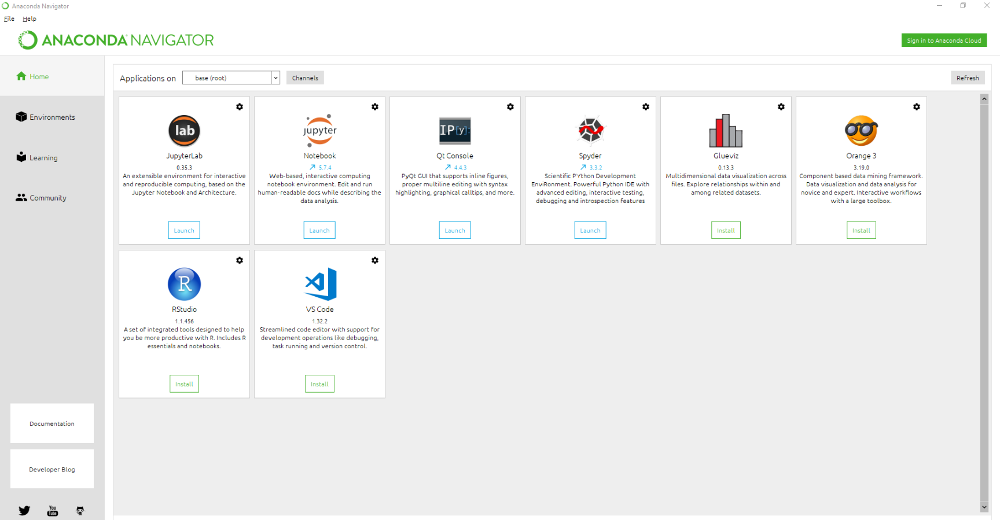 Anaconda Navigator
File Help
ANACONDA NAVIGATOR
Sign in to Anaconda Cloud
Home
Environments
Learning
Community
Documentation
Developer Blog
You
Tube
Applications on base (root) Channels
Refresh
lab
JupyterLab
0.35.3
An extensible environment for interactive
and reproducible computing, based on the
Jupyter Notebook and Architecture.
Launch
jupyter
Notebook
5.7.4
Web-based, interactive computing
notebook environment. Edit and run
human-readable docs while describing the
data analysis.
Launch
IP[y]:
Qt Console
4.4.3
PyQt GUI that supports inline figures,
proper multiline editing with syntax
highlighting, graphical calltips, and more.
Launch
Spyder
3.3.2
Scientific PYthon Development
EnviRonment. Powerful Python IDE with
advanced editing, interactive testing,
debugging and introspection features
Launch
Glueviz
0.13.3
Multidimensional data visualization across
files. Explore relationships within and
among related datasets.
Install
Orange 3
3.19.0
Component based data mining framework.
Data visualization and data analysis for
novice and expert. Interactive workflows
with a large toolbox.
Install
R
RStudio
1.1.456
A set of integrated tools designed to help
you be more productive with R. Includes R
essentials and notebooks.
Install
VS Code
1.32.2
Streamlined code editor with support for
development operations like debugging,
task running and version control.
Install